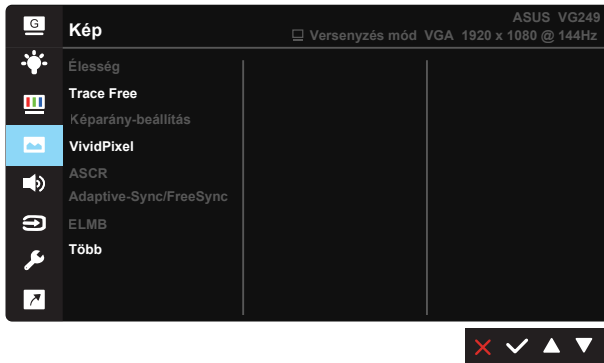 G
Kép
ASUS VG249
Versenyzés mód VGA 1920 x 1080 @ 144Hz
Élesség
Trace Free
Képarány-beállítás
VividPixel
ASCR
Adaptive-Sync/FreeSync
ELMB
Több